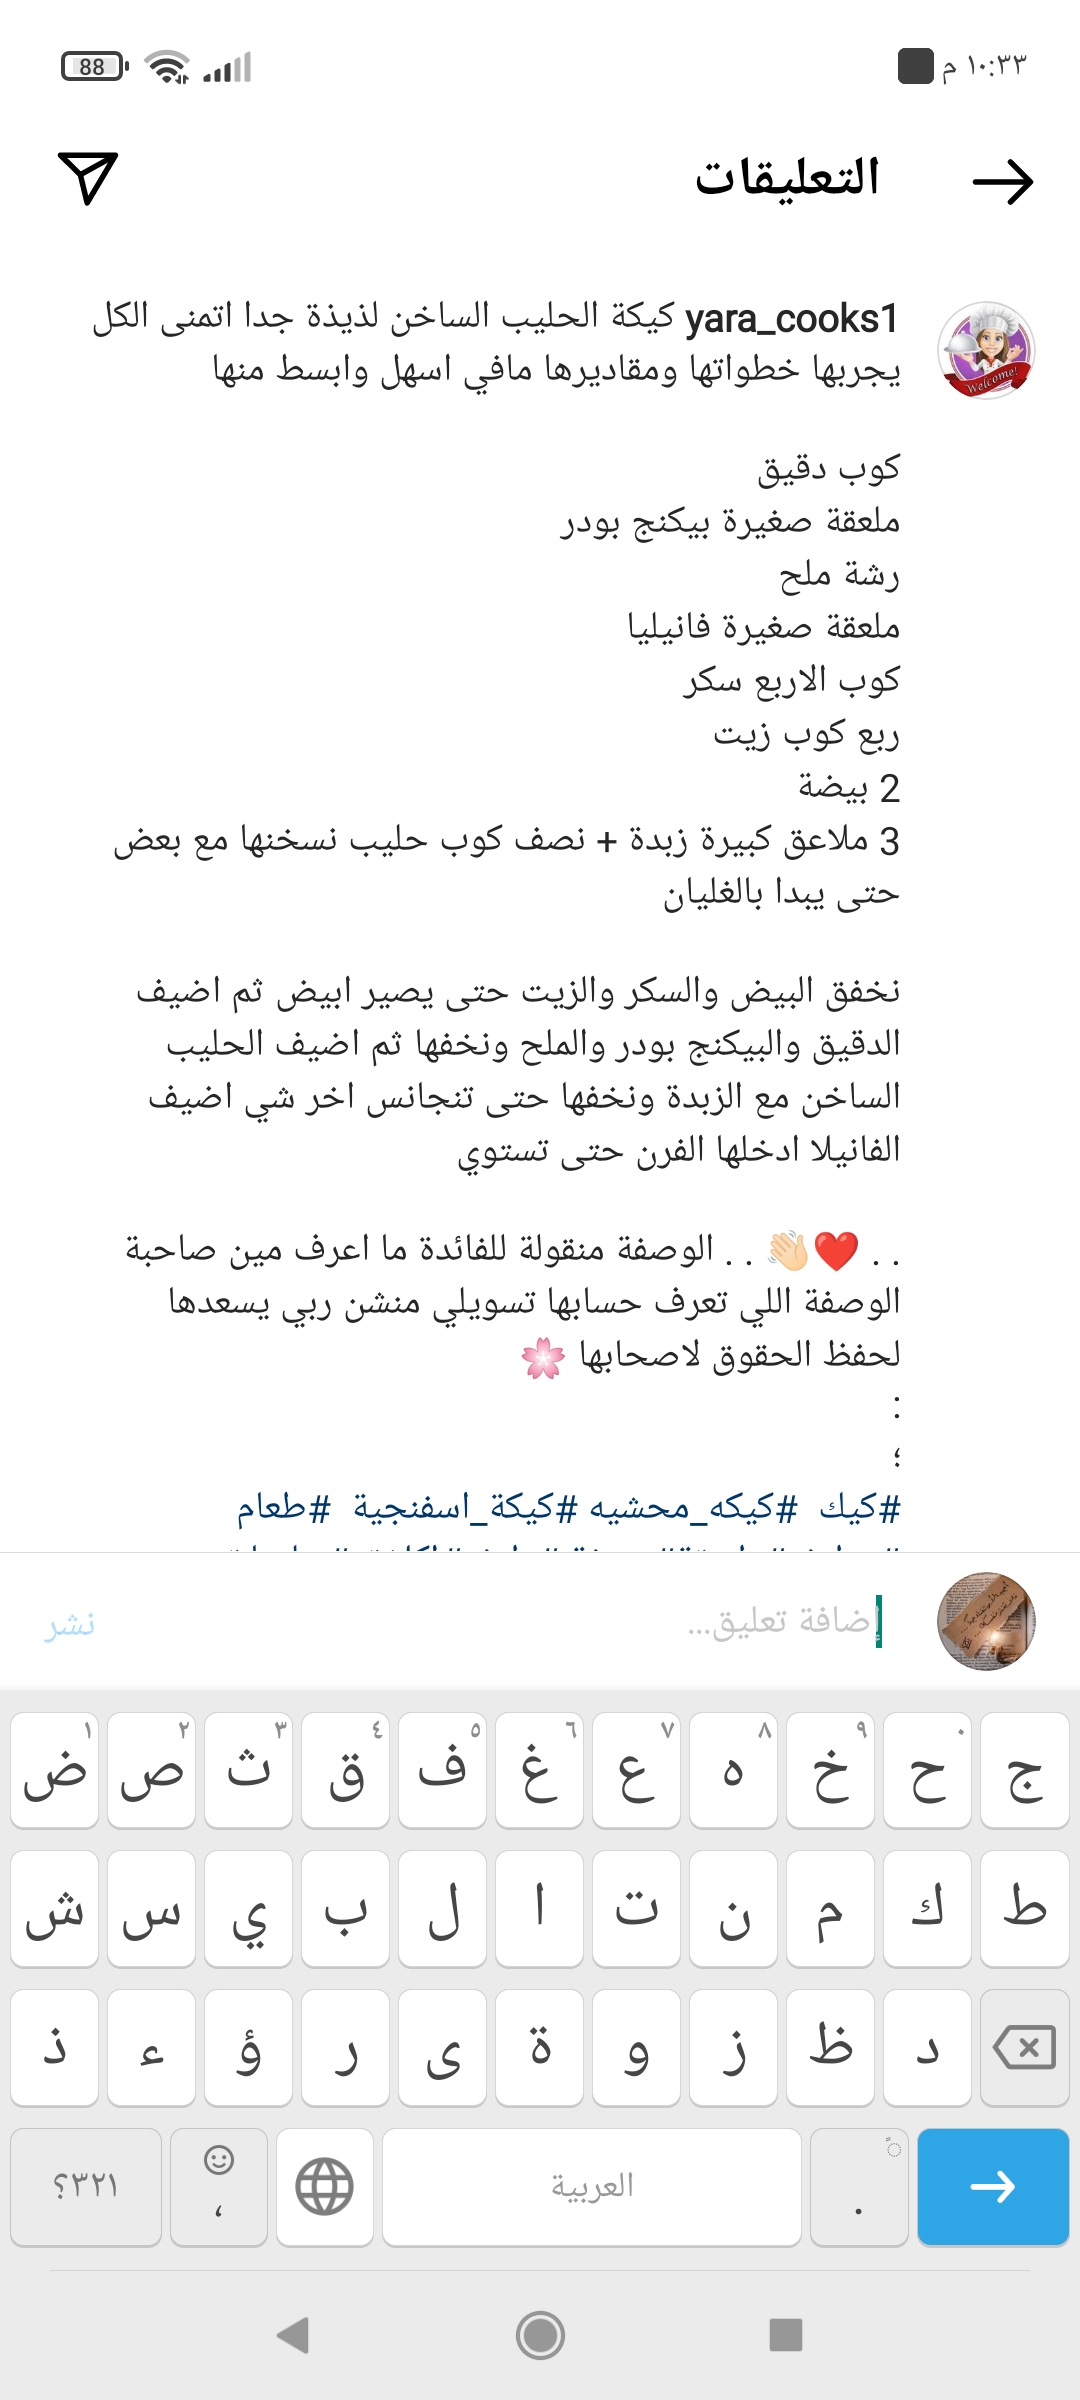 88
١٠:٣٣ م
التعليقات
yara_cooks1 كيكة الحليب الساخن لذيذة جدا اتمنى الكل
يجربها خطواتها ومقاديرها مافي اسهل وابسط منها
Welcome!
كوب دقيق
ملعقة صغيرة بيكنج بودر
رشة ملح
ملعقة صغيرة فانيليا
كوب الاربع سكر
ربع كوب زيت
2 بيضة
3 ملاعق كبيرة زبدة + نصف كوب حليب نسخنها مع بعض
حتى يبدا بالغليان
نخفق البيض والسكر والزيت حتى يصير ابيض ثم اضيف
الدقيق والبيكنج بودر والملح ونخفها ثم اضيف الحليب
الساخن مع الزبدة ونخفها حتى تنجانس اخر شي اضيف
الفانيلا ادخلها الفرن حتى تستوي
. . ❤️👋🏻 . . الوصفة منقولة للفائدة ما اعرف مين صاحبة
الوصفة اللي تعرف حسابها تسويلي منشن ربي يسعدها
لحفظ الحقوق لاصحابها 🌸
:
؛
#كيك #كيكه_محشيه #كيكة_اسفنجية #طعام
إضافة تعليق...
نشر
ض ١ ص ٢ ث ٣ ق ٤ ف ٥ غ ٦ ع ٧ ه ٨ خ ٩ ح ٠ ج
ش س ي ب ل ا ت ن م ك ط
ذ ء ؤ ر ى ة و ز ظ د
٣٢١؟ ، العربية .